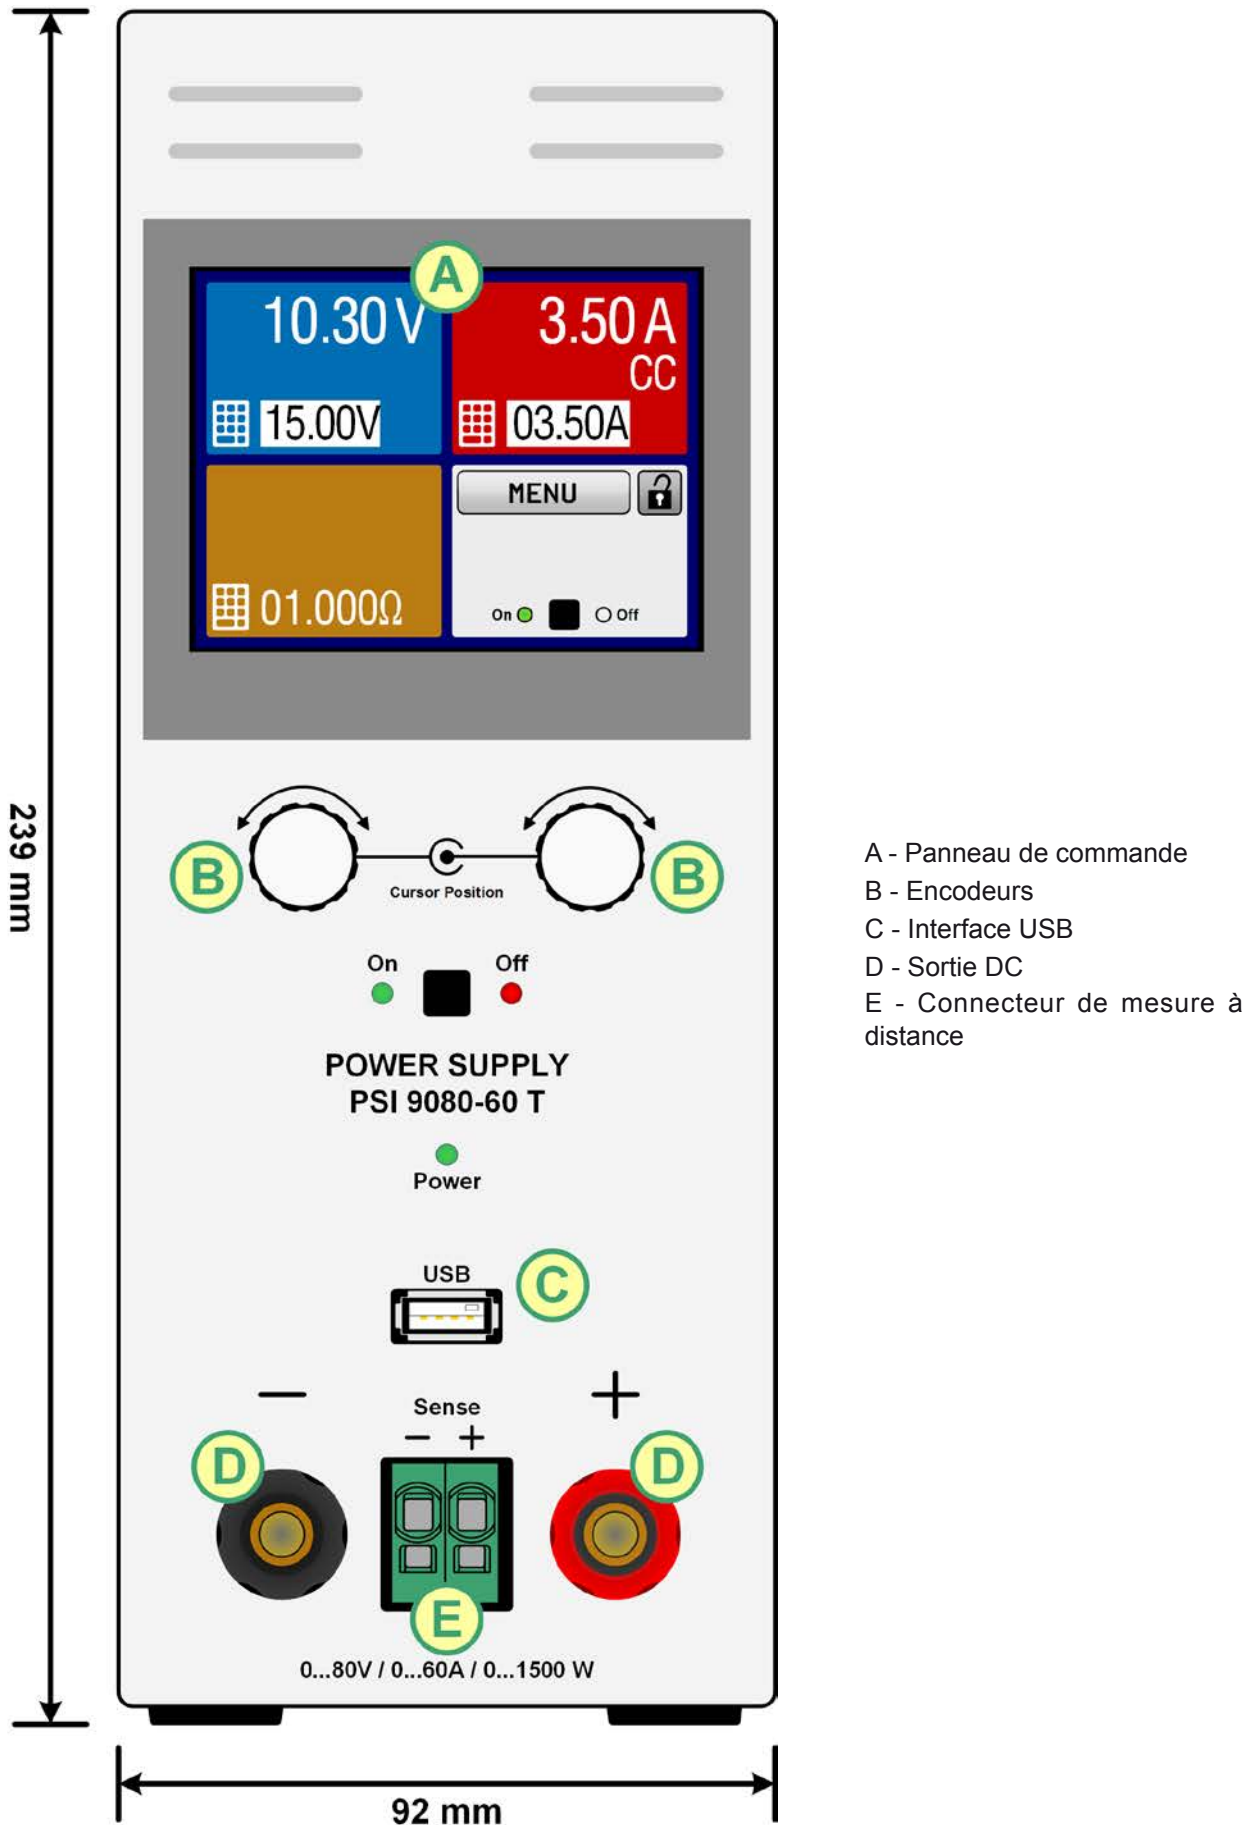 A
10.30 V
3.50 A
CC
15.00V
03.50A
MENU
01.000Ω
On
Off
239 mm
B
B
Cursor Position
On
Off
POWER SUPPLY
PSI 9080-60 T
Power
USB
C
Sense
D
D
E
0...80V / 0...60A / 0...1500 W
92 mm
A - Panneau de commande
B - Encodeurs
C - Interface USB
D - Sortie DC
E - Connecteur de mesure à
distance